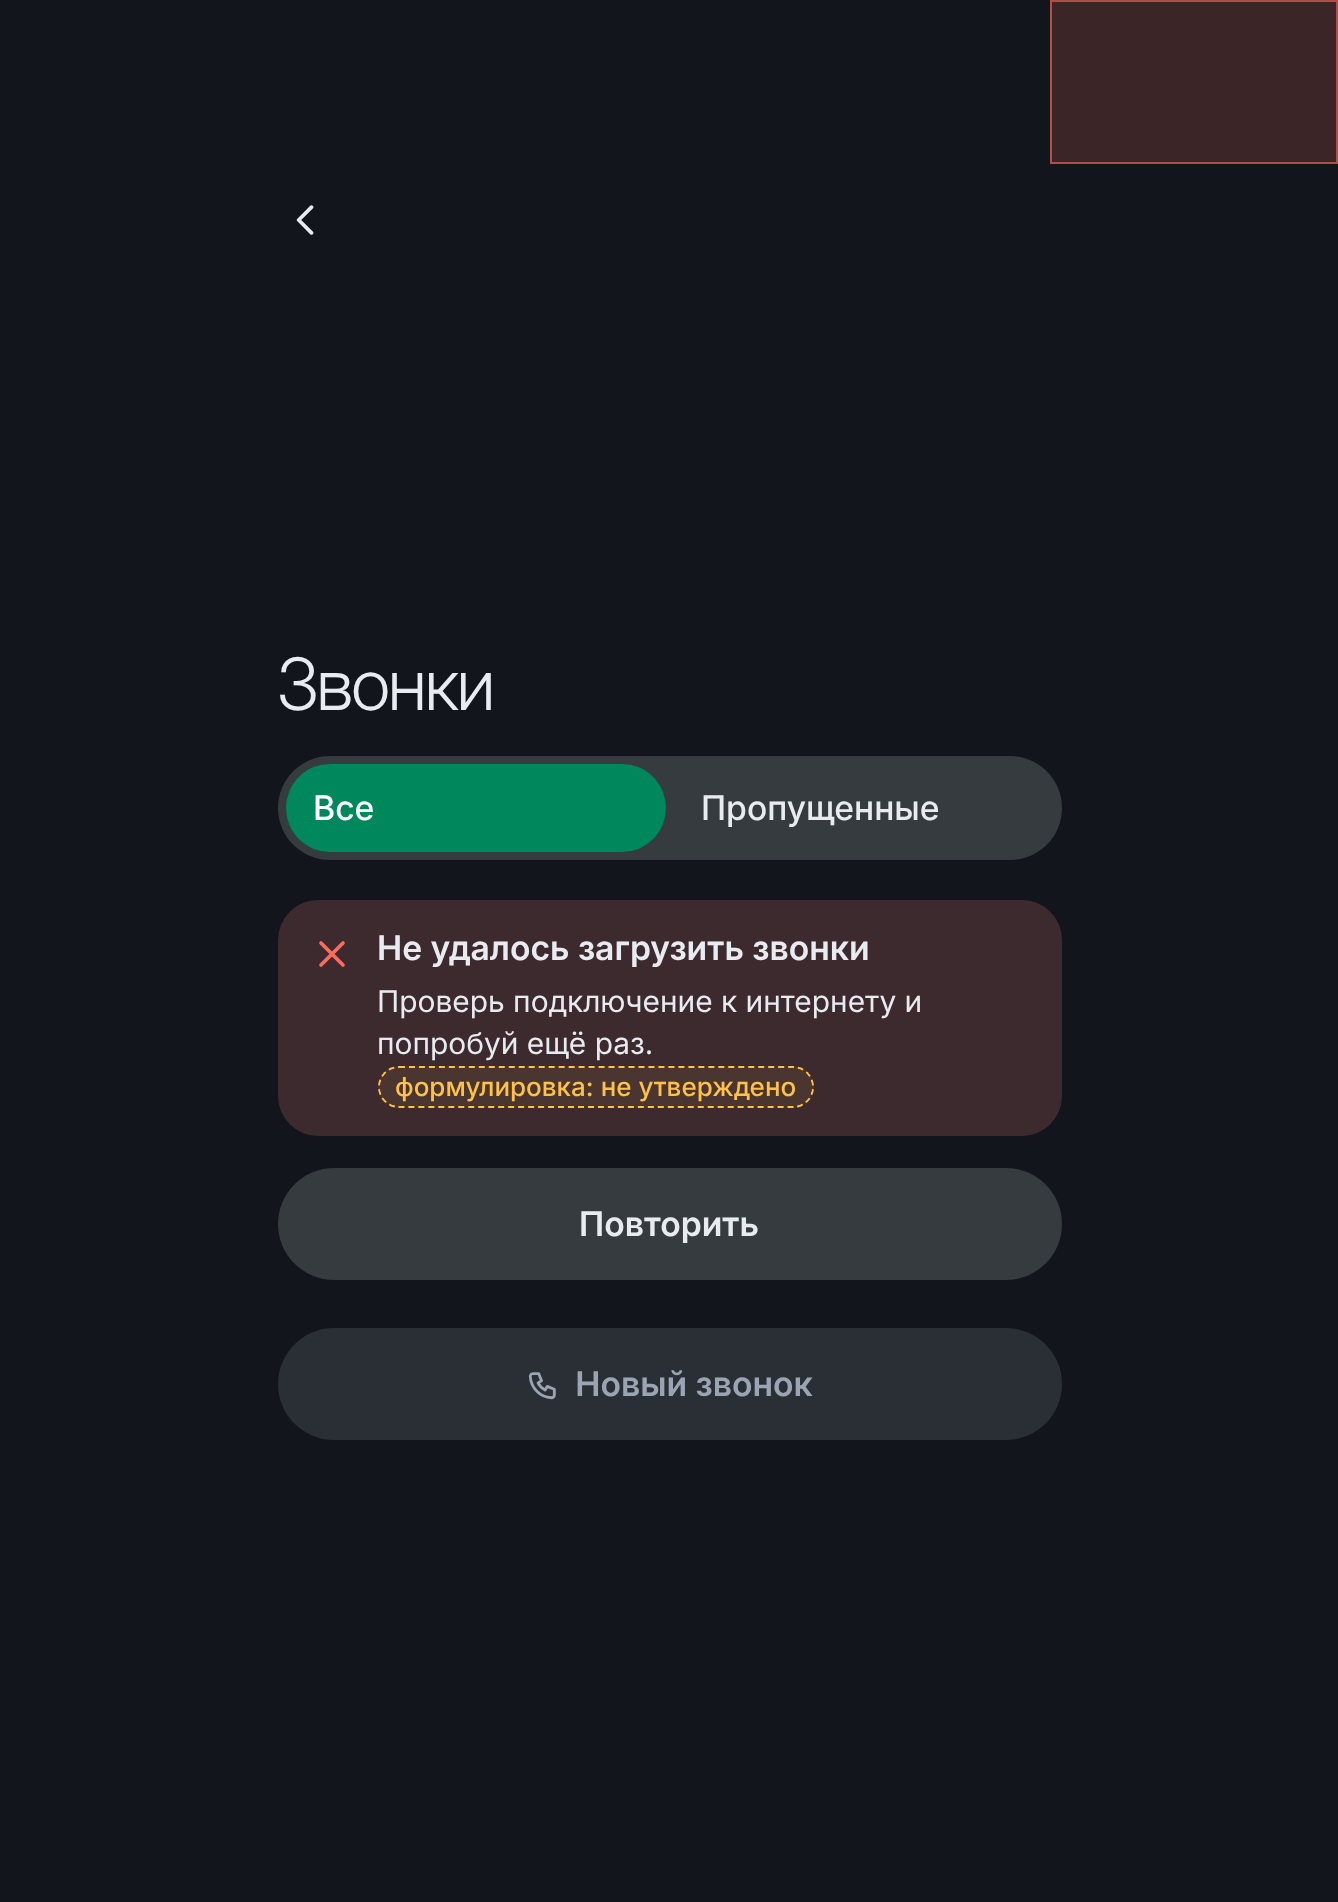 Звонки
Все
Пропущенные
Не удалось загрузить звонки
Проверь подключение к интернету и
попробуй ещё раз.
формулировка: не утверждено
Повторить
Новый звонок